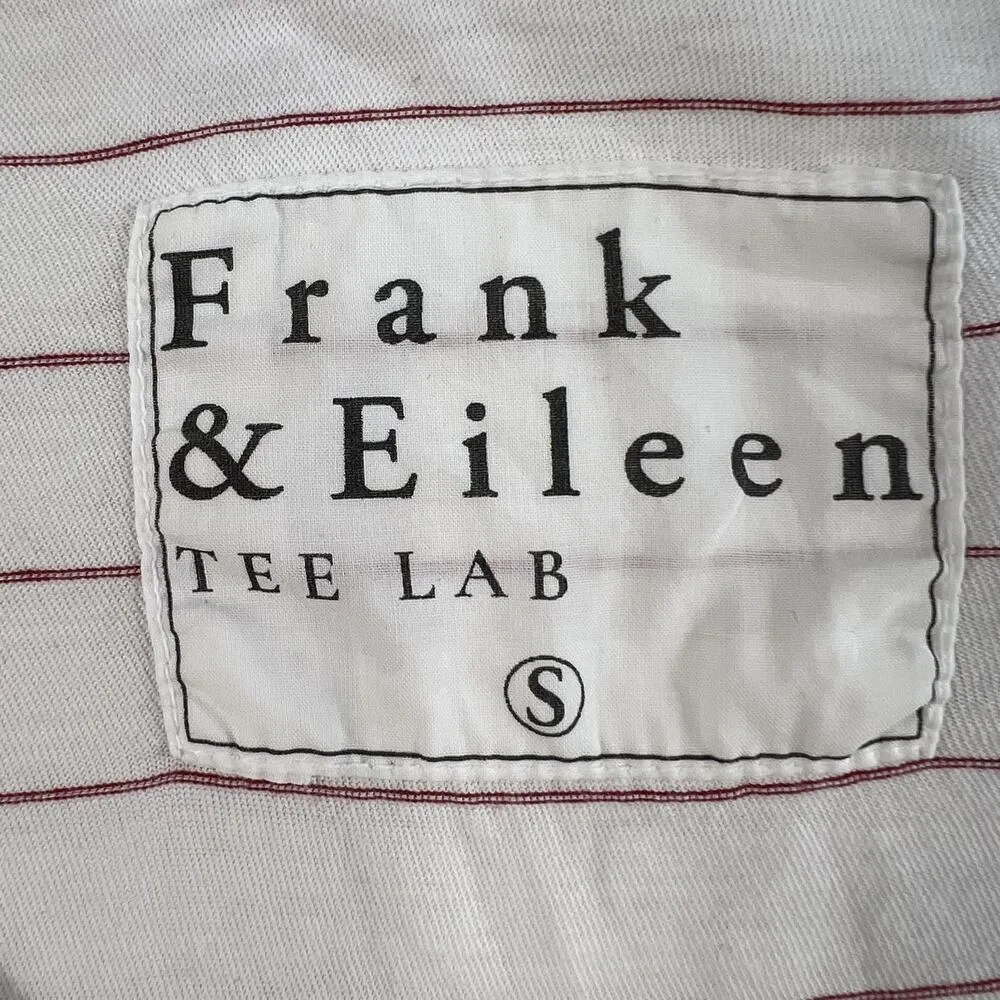 Frank
& Eileen
TEE LAB
S